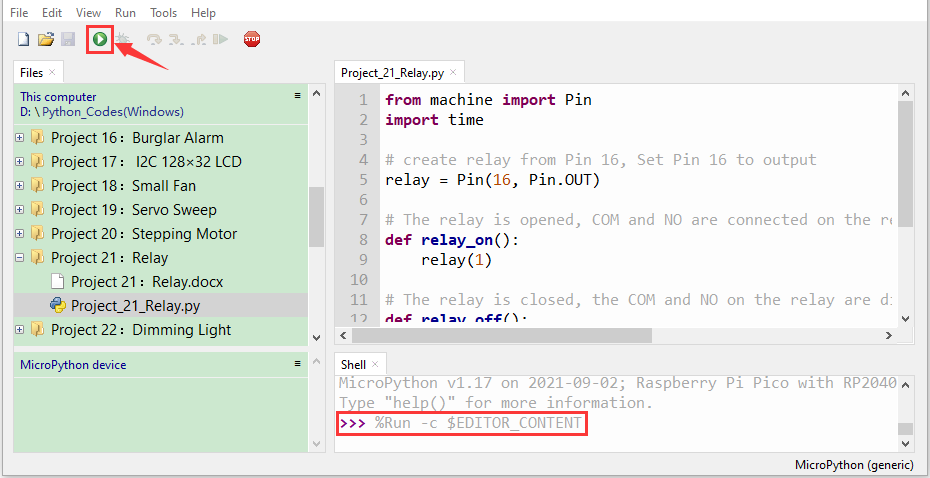 File Edit View Run Tools Help
STOP
Files ×
This computer ≡
D: \ Python_Codes(Windows)
Project 16：Burglar Alarm
Project 17： I2C 128×32 LCD
Project 18：Small Fan
Project 19：Servo Sweep
Project 20：Stepping Motor
Project 21：Relay
Project 21：Relay.docx
Project_21_Relay.py
Project 22：Dimming Light
MicroPython device ≡
Project_21_Relay.py ×
1 from machine import Pin
2 import time
3
4 # create relay from Pin 16, Set Pin 16 to output
5 relay = Pin(16, Pin.OUT)
6
7 # The relay is opened, COM and NO are connected on the re
8 def relay_on():
9 relay(1)
10
11 # The relay is closed, the COM and NO on the relay are di
12 def relay_off():
Shell ×
MicroPython v1.17 on 2021-09-02; Raspberry Pi Pico with RP2040
Type "help()" for more information.
>>> %Run -c $EDITOR_CONTENT
MicroPython (generic)